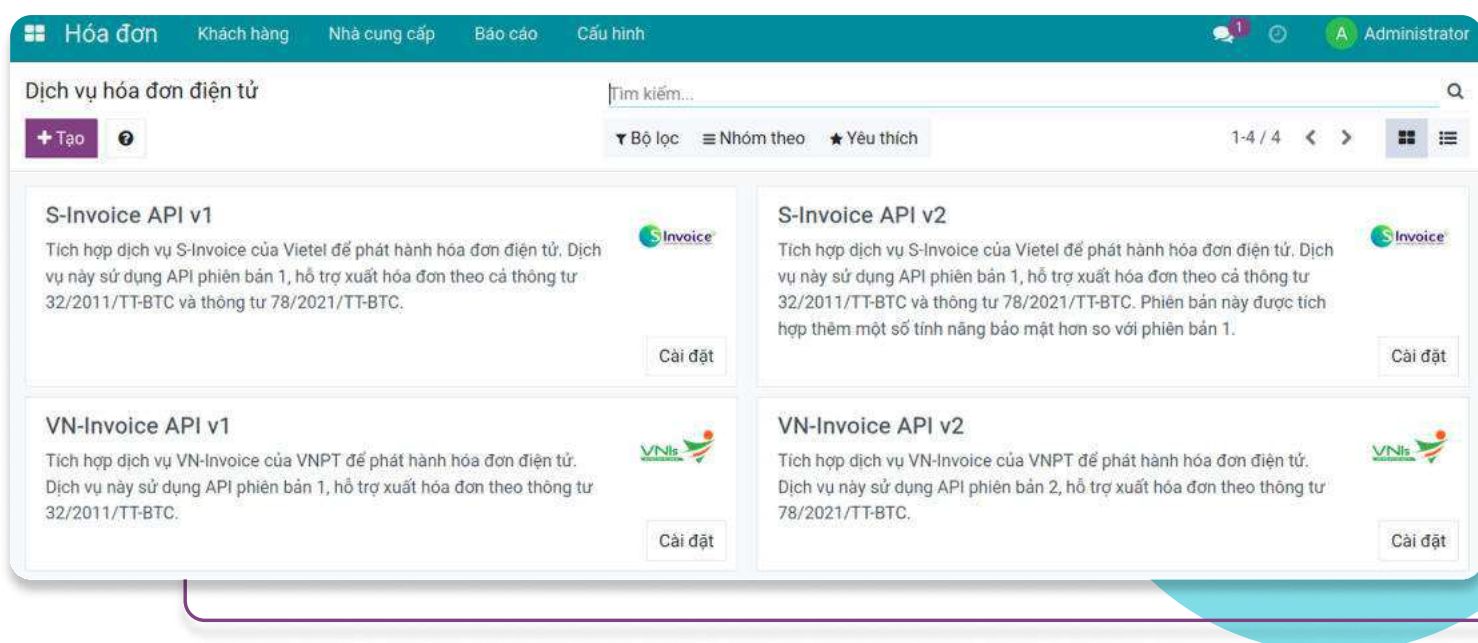 Hóa đơn Khách hàng Nhà cung cấp Báo cáo Cấu hình 1 A Administrator
Dịch vụ hóa đơn điện tử
Tìm kiếm...
+ Tạo
Bộ lọc Nhóm theo Yêu thích 1-4 / 4
S-Invoice API v1
SInvoice
Tích hợp dịch vụ S-Invoice của Vietel để phát hành hóa đơn điện tử. Dịch
vụ này sử dụng API phiên bản 1, hỗ trợ xuất hóa đơn theo cả thông tư
32/2011/TT-BTC và thông tư 78/2021/TT-BTC.
Cài đặt
S-Invoice API v2
SInvoice
Tích hợp dịch vụ S-Invoice của Vietel để phát hành hóa đơn điện tử. Dịch
vụ này sử dụng API phiên bản 1, hỗ trợ xuất hóa đơn theo cả thông tư
32/2011/TT-BTC và thông tư 78/2021/TT-BTC. Phiên bản này được tích
hợp thêm một số tính năng bảo mật hơn so với phiên bản 1.
Cài đặt
VN-Invoice API v1
VNIs
Tích hợp dịch vụ VN-Invoice của VNPT để phát hành hóa đơn điện tử.
Dịch vụ này sử dụng API phiên bản 1, hỗ trợ xuất hóa đơn theo thông tư
32/2011/TT-BTC.
Cài đặt
VN-Invoice API v2
VNIs
Tích hợp dịch vụ VN-Invoice của VNPT để phát hành hóa đơn điện tử.
Dịch vụ này sử dụng API phiên bản 2, hỗ trợ xuất hóa đơn theo thông tư
78/2021/TT-BTC.
Cài đặt